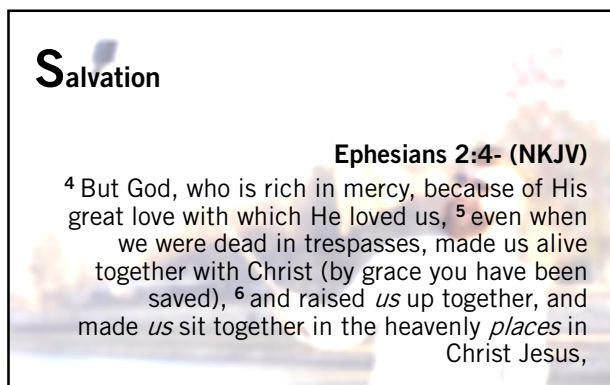 Salvation
Ephesians 2:4- (NKJV)
4 But God, who is rich in mercy, because of His
great love with which He loved us, 5 even when
we were dead in trespasses, made us alive
together with Christ (by grace you have been
saved), 6 and raised us up together, and
made us sit together in the heavenly places in
Christ Jesus,